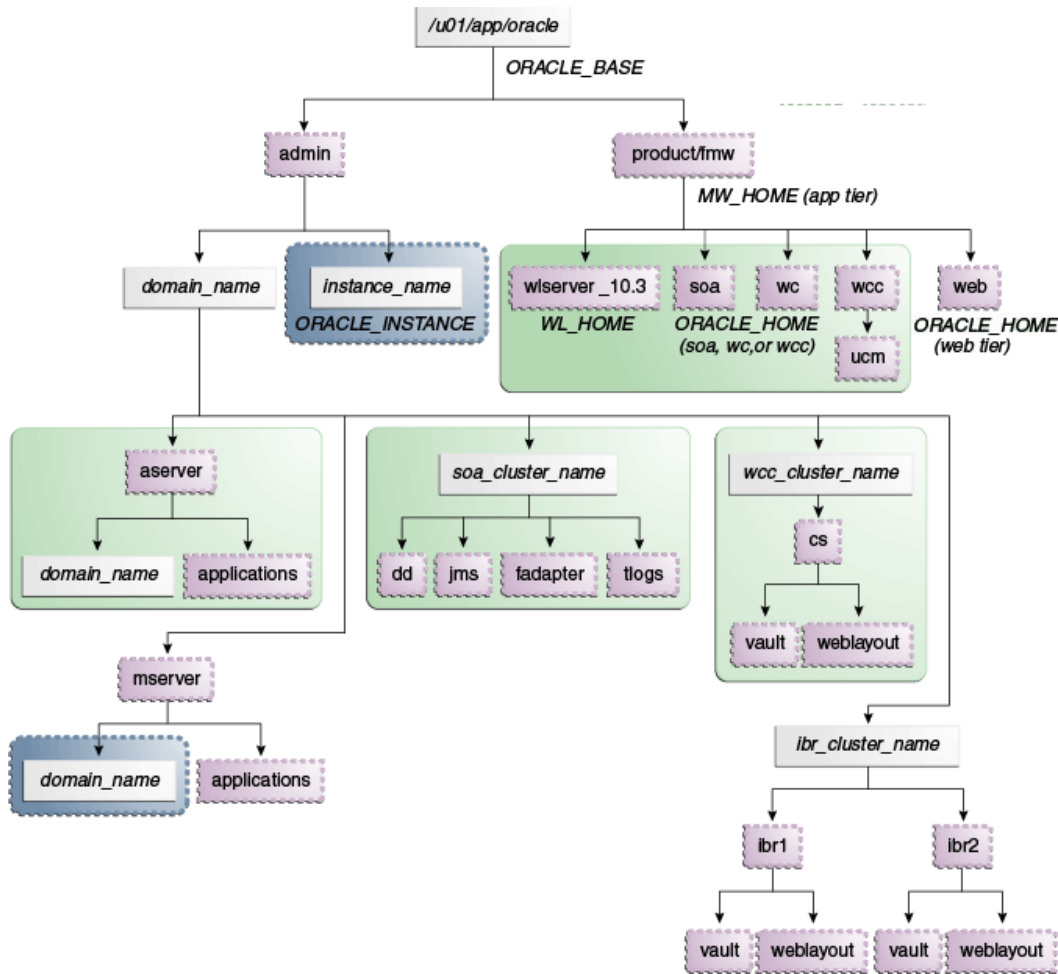 /u01/app/oracle
ORACLE_BASE
admin
product/fmw
MW_HOME (app tier)
domain_name
instance_name
ORACLE_INSTANCE
wlserver _10.3
soa
wc
wcc
web
WL_HOME
ORACLE_HOME
(soa, wc,or wcc)
ORACLE_HOME
(web tier)
ucm
aserver
soa_cluster_name
wcc_cluster_name
domain_name
applications
dd
jms
fadapter
tlogs
cs
vault
weblayout
mserver
domain_name
applications
ibr_cluster_name
ibr1
ibr2
vault
weblayout
vault
weblayout